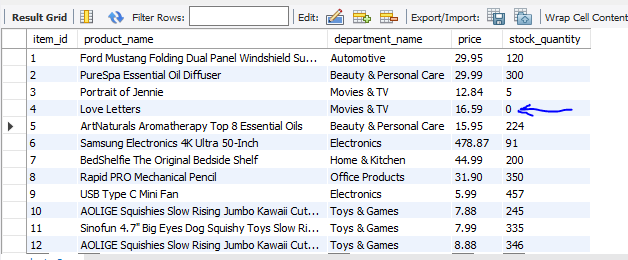 Result Grid Filter Rows: Edit: Export/Import: Wrap Cell Content
item_id product_name department_name price stock_quantity
1 Ford Mustang Folding Dual Panel Windshield Su... Automotive 29.95 120
2 PureSpa Essential Oil Diffuser Beauty & Personal Care 29.99 300
3 Portrait of Jennie Movies & TV 12.84 5
4 Love Letters Movies & TV 16.59 0
5 ArtNaturals Aromatherapy Top 8 Essential Oils Beauty & Personal Care 15.95 224
6 Samsung Electronics 4K Ultra 50-Inch Electronics 478.87 91
7 BedShelfie The Original Bedside Shelf Home & Kitchen 44.99 200
8 Rapid PRO Mechanical Pencil Office Products 31.90 350
9 USB Type C Mini Fan Electronics 5.99 457
10 AOLIGE Squishies Slow Rising Jumbo Kawaii Cut... Toys & Games 7.88 245
11 Sinofun 4.7" Big Eyes Dog Squishy Toys Slow Ri... Toys & Games 7.99 335
12 AOLIGE Squishies Slow Rising Jumbo Kawaii Cut... Toys & Games 8.88 346